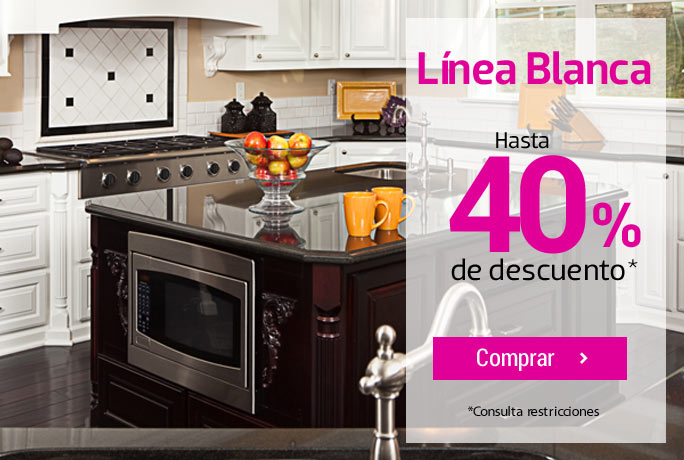 Línea Blanca
Hasta
40%*
de descuento*
Comprar >
*Consulta restricciones